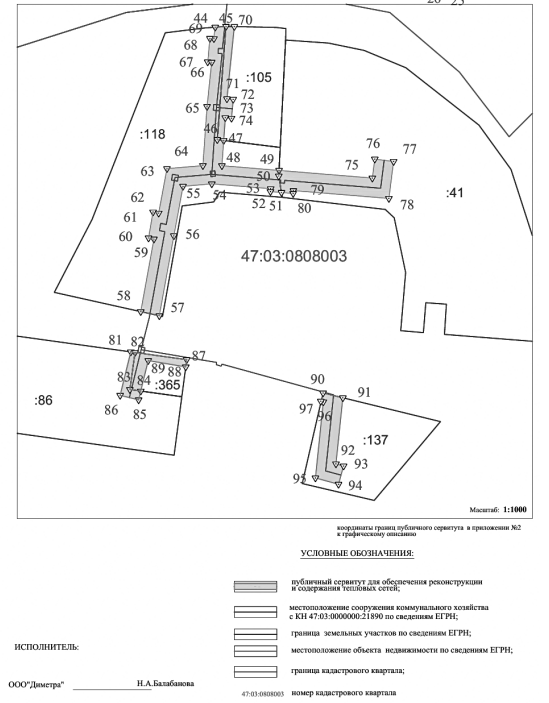 44 45 70
69
68
67
66
:105
71 72
65
73
74
:118
46 47
76 77
64 48 49
63
50
75
:41
53 79
55 54
52 51 80
78
62
61
60
56
59
47:03:0808003
58 57
81 82
87
89 88
83 84 :365
90 91
:86
86 85
97 96
:137
92 93
95 94
Масштаб: 1:1000
координаты границ публичного сервитута в приложении №2
к графическому описанию
УСЛОВНЫЕ ОБОЗНАЧЕНИЯ:
публичный сервитут для обеспечения реконструкции
и содержания тепловых сетей;
местоположение сооружения коммунального хозяйства
с КН 47:03:0000000:21890 по сведениям ЕГРН;
граница земельных участков по сведениям ЕГРН;
ИСПОЛНИТЕЛЬ:
местоположение объекта недвижимости по сведениям ЕГРН;
граница кадастрового квартала;
ООО"Диметра" Н.А.Балабанова
47:03:0808003 номер кадастрового квартала